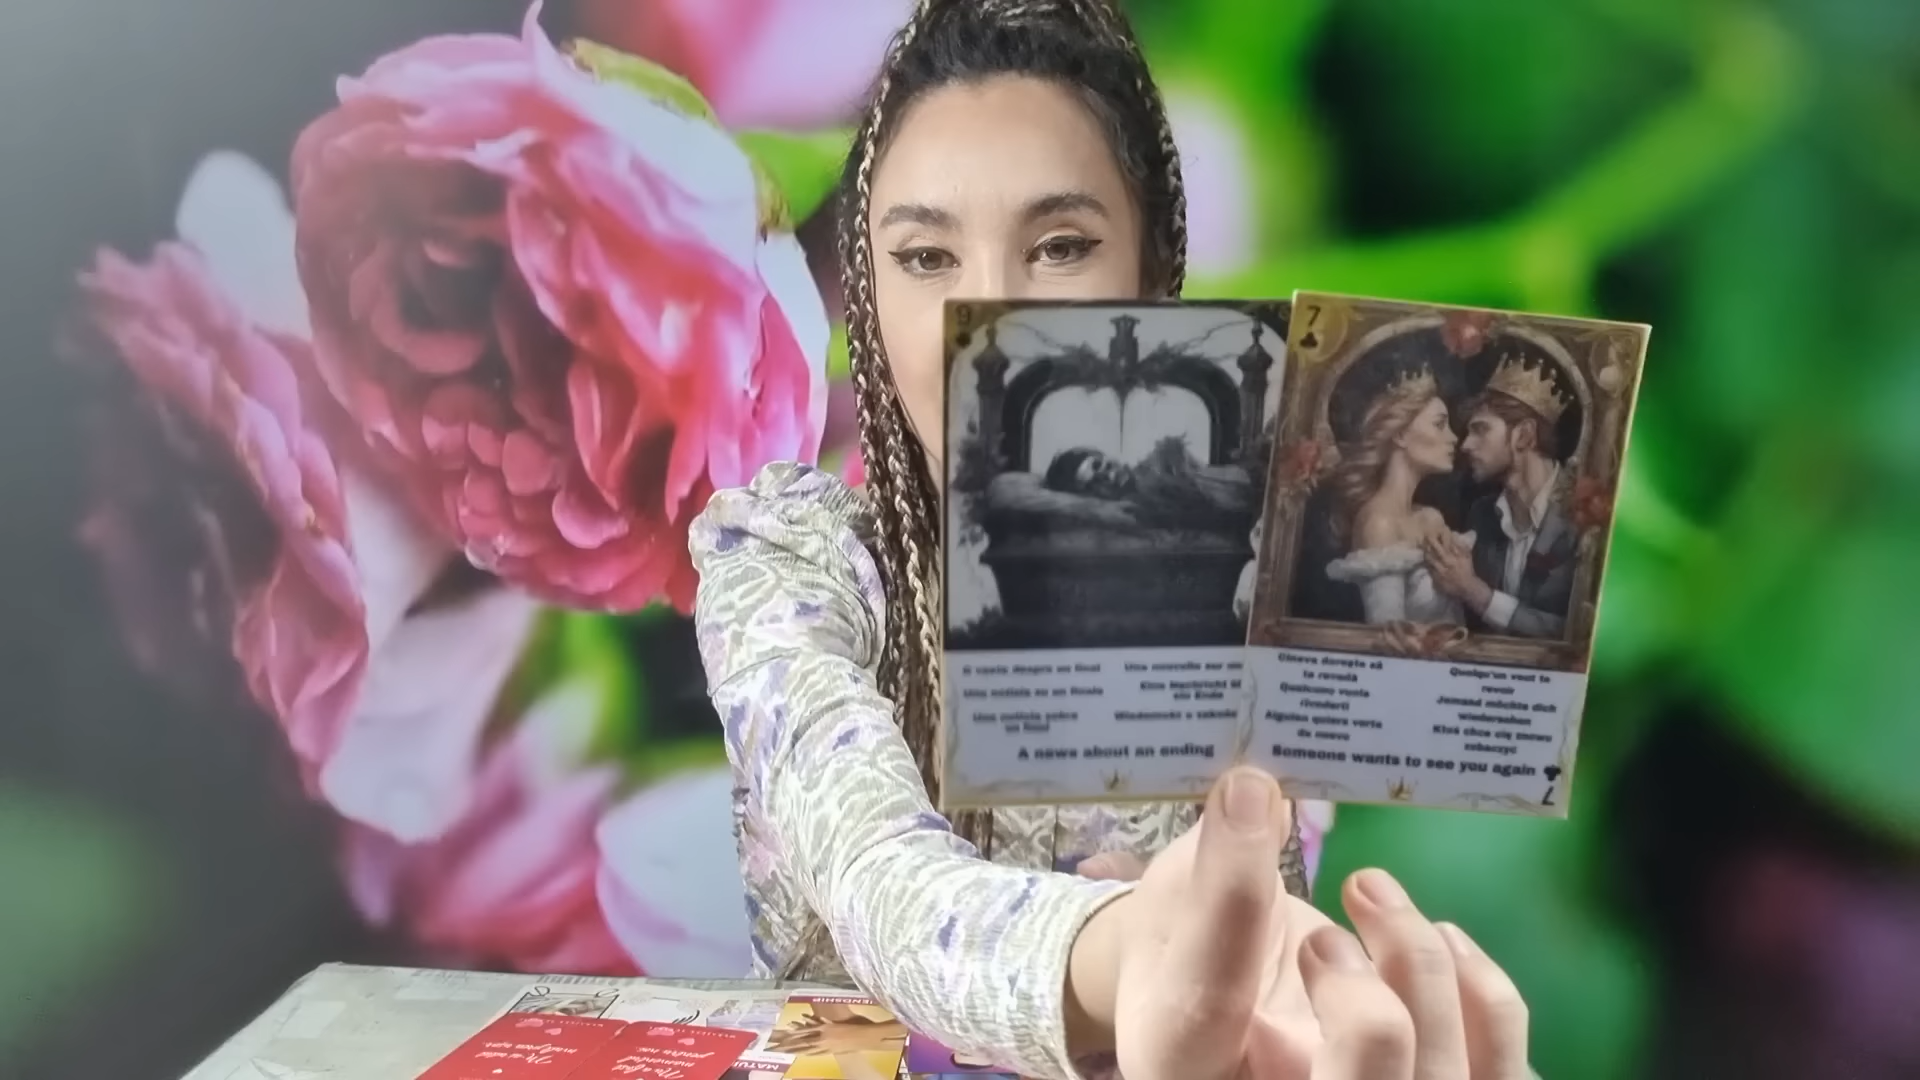 9
O veste despre un final
Una notizia su un finale
Una noticia sobre
un final
Une nouvelle sur un
Eine Nachricht
ein Ende
Wiadomość o
A news about an ending
7
Cineva dorește să
te revadă
Qualcuno vuole
rivederti
Alguien quiere verte
de nuevo
Quelqu'un veut te
revoir
Jemand möchte dich
wiedersehen
Ktoś chce cię znowu
zobaczyć
Someone wants to see you again
7
MATU